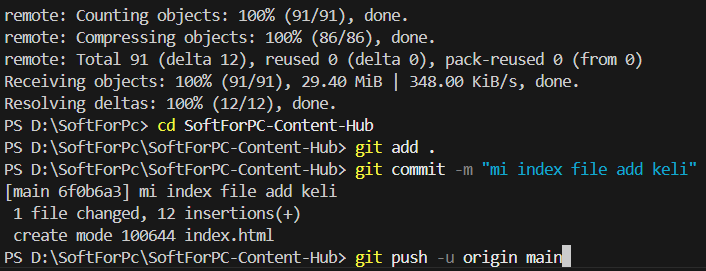 remote: Counting objects: 100% (91/91), done.
remote: Compressing objects: 100% (86/86), done.
remote: Total 91 (delta 12), reused 0 (delta 0), pack-reused 0 (from 0)
Receiving objects: 100% (91/91), 29.40 MiB | 348.00 KiB/s, done.
Resolving deltas: 100% (12/12), done.
PS D:\SoftForPc> cd SoftForPC-Content-Hub
PS D:\SoftForPc\SoftForPC-Content-Hub> git add .
PS D:\SoftForPc\SoftForPC-Content-Hub> git commit -m "mi index file add keli"
[main 6f0b6a3] mi index file add keli
 1 file changed, 12 insertions(+)
 create mode 100644 index.html
PS D:\SoftForPc\SoftForPC-Content-Hub> git push -u origin main